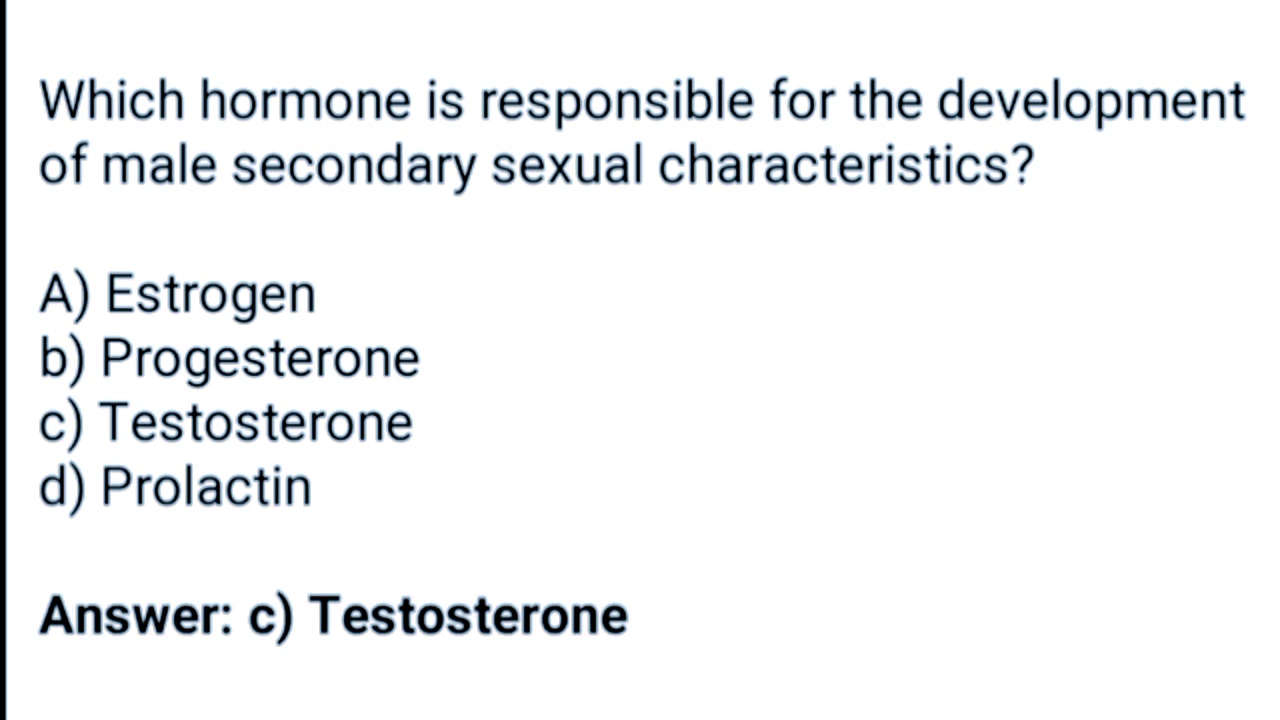 Which hormone is responsible for the development
of male secondary sexual characteristics?
A) Estrogen
b) Progesterone
c) Testosterone
d) Prolactin
Answer: c) Testosterone